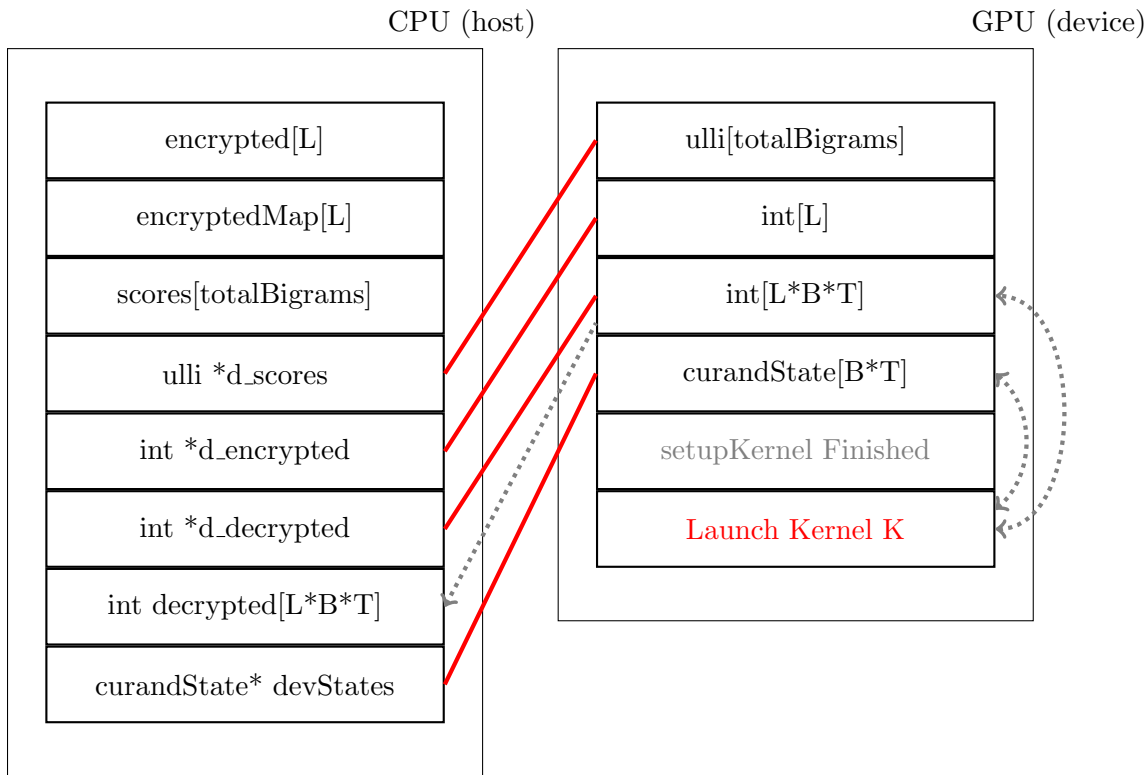 CPU (host)
encrypted[L]
encryptedMap[L]
scores[totalBigrams]
ulli *d_scores
int *d_encrypted
int *d_decrypted
int decrypted[L*B*T]
curandState* devStates
GPU (device)
ulli[totalBigrams]
int[L]
int[L*B*T]
curandState[B*T]
setupKernel Finished
Launch Kernel K